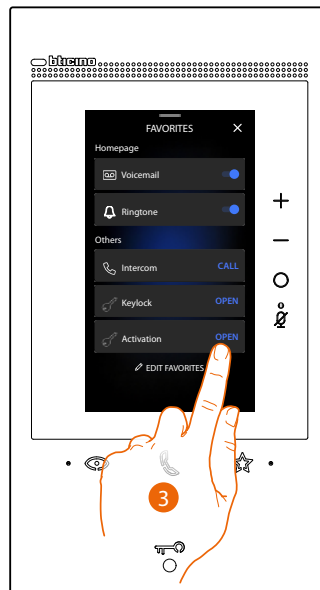 bticino
FAVORITES
Homepage
Voicemail
Ringtone
Others
Intercom CALL
Keylock OPEN
Activation OPEN
EDIT FAVORITES
3